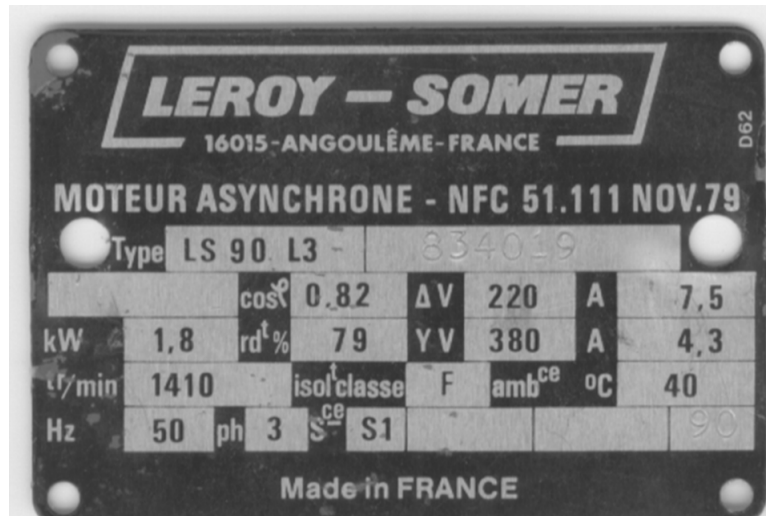 LEROY – SOMER
16015-ANGOULÊME-FRANCE
D62
MOTEUR ASYNCHRONE - NFC 51.111 NOV.79
Type LS 90 L3 - 834019
cosφ 0,82 Δ V 220 A 7,5
kW 1,8 rdᵗ % 79 Y V 380 A 4,3
tr/min 1410 isolᵗ classe F ambᶜᵉ °C 40
Hz 50 ph 3 Sᶜᵉ S1 90
Made in FRANCE